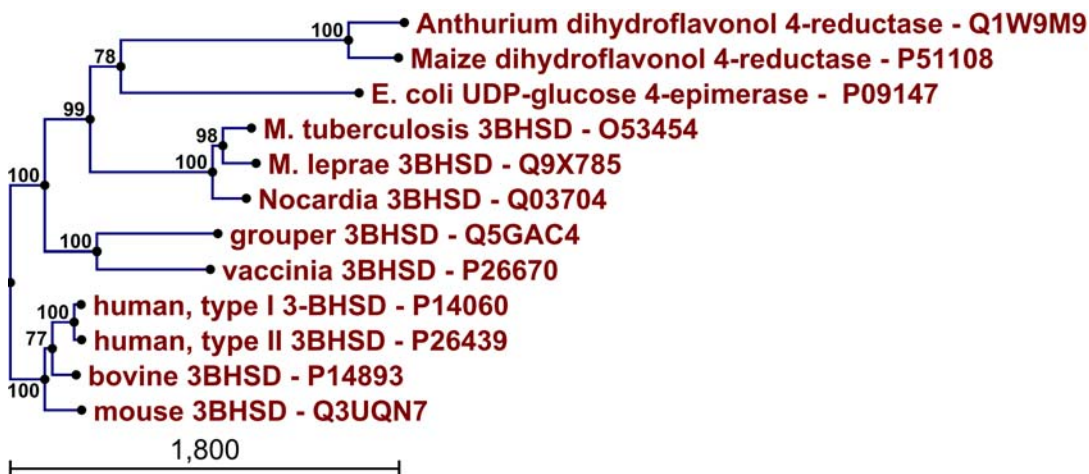 100 Anthurium dihydroflavonol 4-reductase - Q1W9M9
78 Maize dihydroflavonol 4-reductase - P51108
E. coli UDP-glucose 4-epimerase - P09147
99
98 M. tuberculosis 3BHSD - O53454
100 M. leprae 3BHSD - Q9X785
100 Nocardia 3BHSD - Q03704
100 grouper 3BHSD - Q5GAC4
vaccinia 3BHSD - P26670
100 human, type I 3-BHSD - P14060
77 human, type II 3BHSD - P26439
bovine 3BHSD - P14893
100 mouse 3BHSD - Q3UQN7
1,800